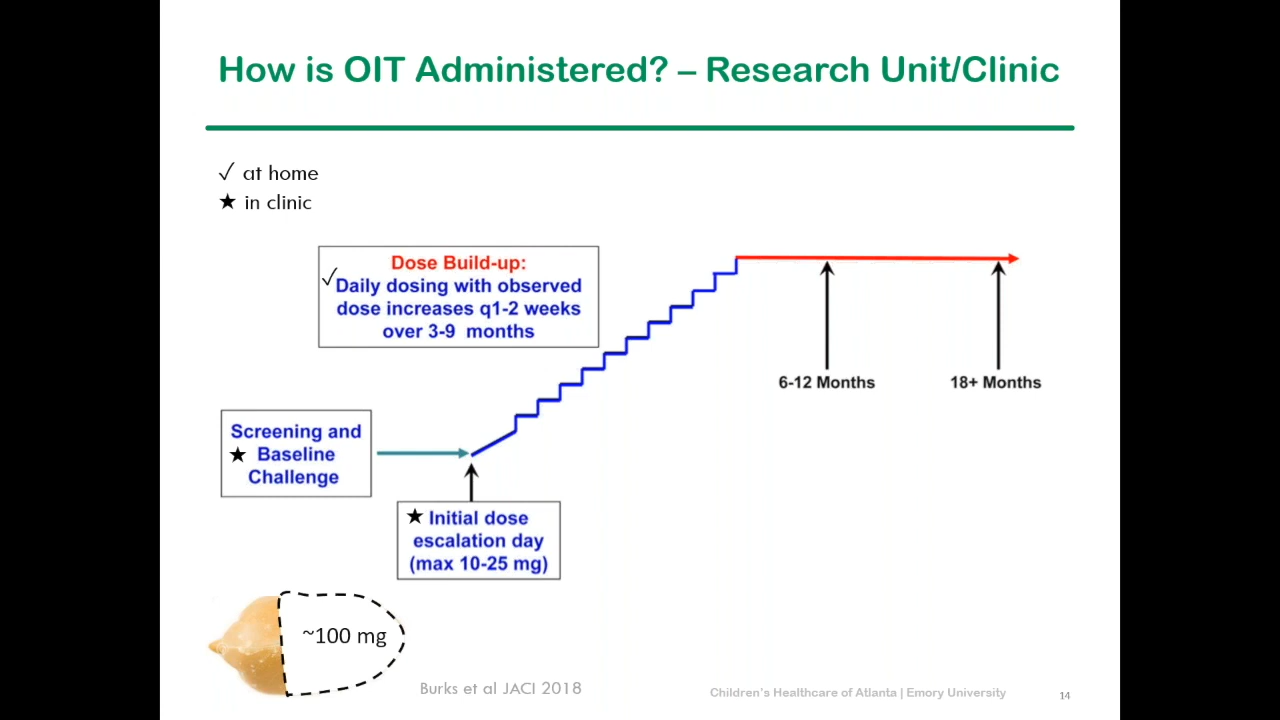 How is OIT Administered? – Research Unit/Clinic
✓ at home
★ in clinic
Dose Build-up:
✓ Daily dosing with observed
dose increases q1-2 weeks
over 3-9 months
6-12 Months
18+ Months
Screening and
★ Baseline
Challenge
★ Initial dose
escalation day
(max 10-25 mg)
~100 mg
Burks et al JACI 2018
Children's Healthcare of Atlanta | Emory University
14